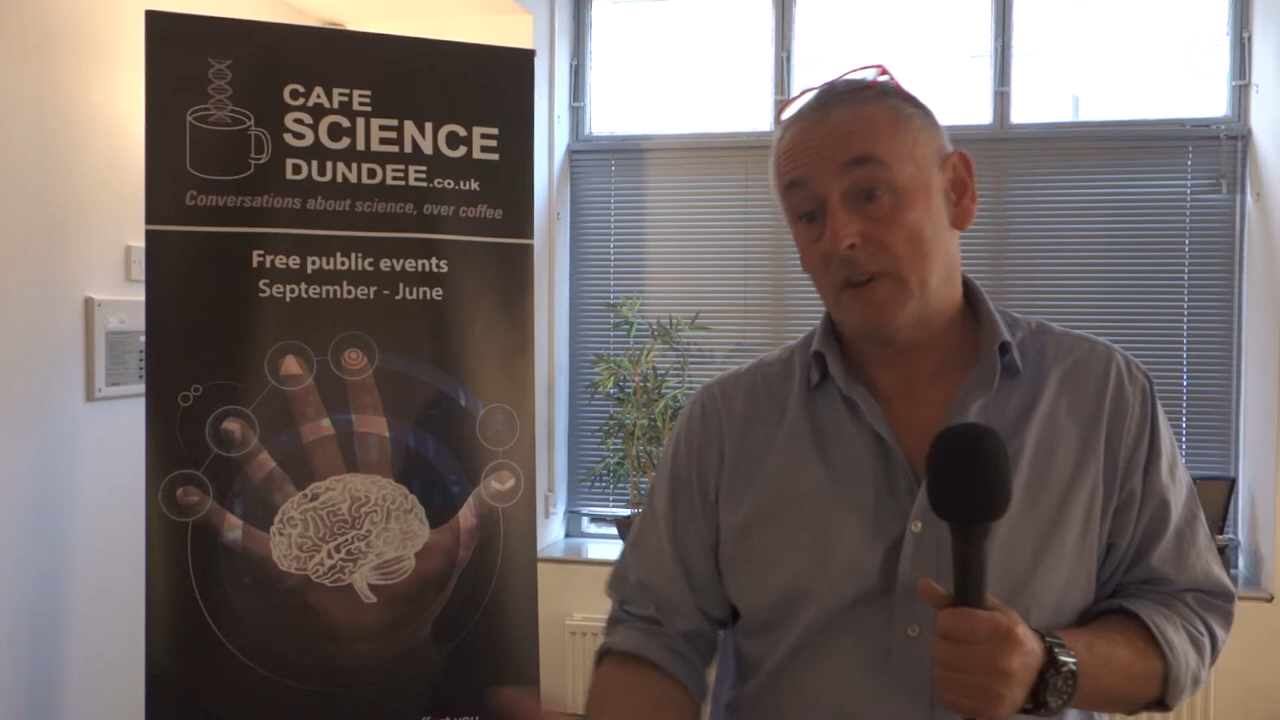 CAFE
SCIENCE
DUNDEE.co.uk
Conversations about science, over coffee
Free public events
September - June